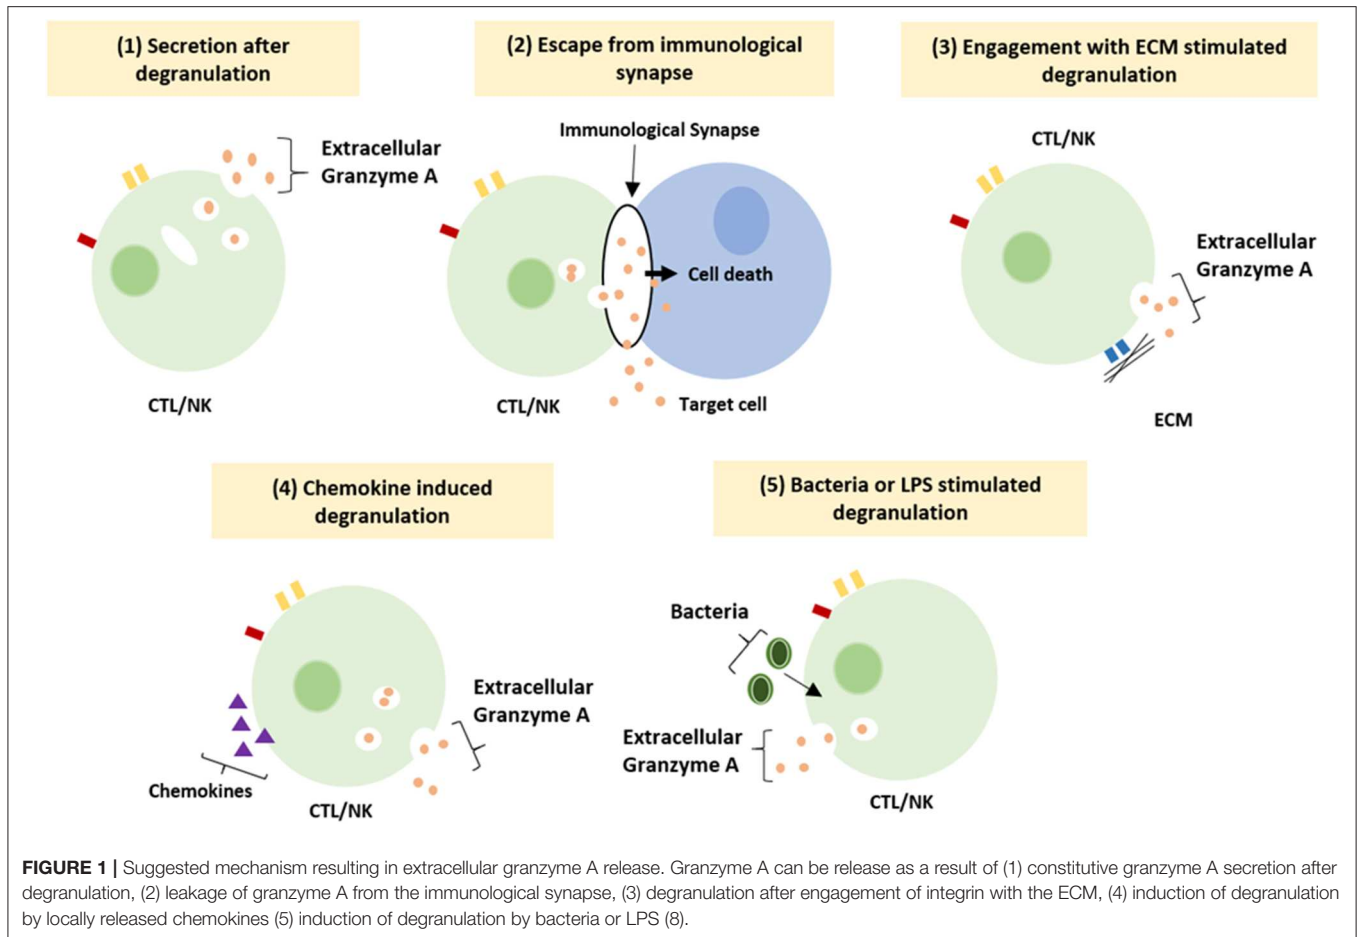 (1) Secretion after
degranulation
(2) Escape from immunological
synapse
(3) Engagement with ECM stimulated
degranulation
Immunological Synapse
Extracellular
Granzyme A
CTL/NK
Cell death
CTL/NK
Target cell
CTL/NK
Extracellular
Granzyme A
ECM
(4) Chemokine induced
degranulation
(5) Bacteria or LPS stimulated
degranulation
Extracellular
Granzyme A
Chemokines
CTL/NK
Bacteria
Extracellular
Granzyme A
CTL/NK
FIGURE 1 | Suggested mechanism resulting in extracellular granzyme A release. Granzyme A can be release as a result of (1) constitutive granzyme A secretion after
degranulation, (2) leakage of granzyme A from the immunological synapse, (3) degranulation after engagement of integrin with the ECM, (4) induction of degranulation
by locally released chemokines (5) induction of degranulation by bacteria or LPS (8).